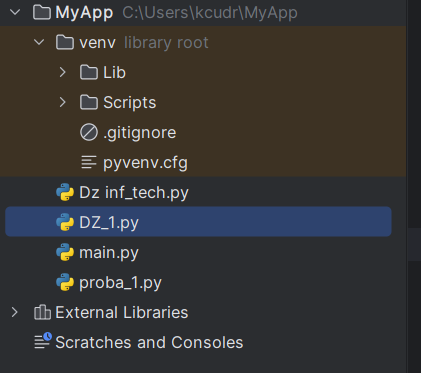 MyApp C:\Users\kcudr\MyApp
venv library root
Lib
Scripts
.gitignore
pyvenv.cfg
Dz inf_tech.py
DZ_1.py
main.py
proba_1.py
External Libraries
Scratches and Consoles